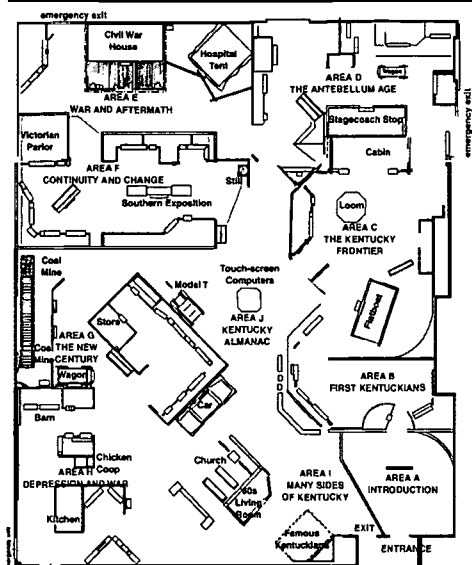 emergency exit
Civil War
House
Hospital
Tent
AREA E
WAR AND AFTERMATH
AREA D
THE ANTEBELLUM AGE
Wagon
emergency exit
Stagecoach Stop
Cabin
Victorian
Parlor
AREA F
CONTINUITY AND CHANGE
Southern Exposition
Still
Loom
AREA C
THE KENTUCKY
FRONTIER
Coal
Mine
Model T
Touch-screen
Computers
AREA J
KENTUCKY
ALMANAC
Flatboat
Store
AREA G
THE NEW
CENTURY
Coal
Mine
Wagon
AREA B
FIRST KENTUCKIANS
Car
Barn
Chicken
Coop
AREA H
DEPRESSION AND WAR
Church
'60s
Living
Room
AREA I
MANY SIDES
OF KENTUCKY
AREA A
INTRODUCTION
Kitchen
Famous
Kentuckians
EXIT
ENTRANCE